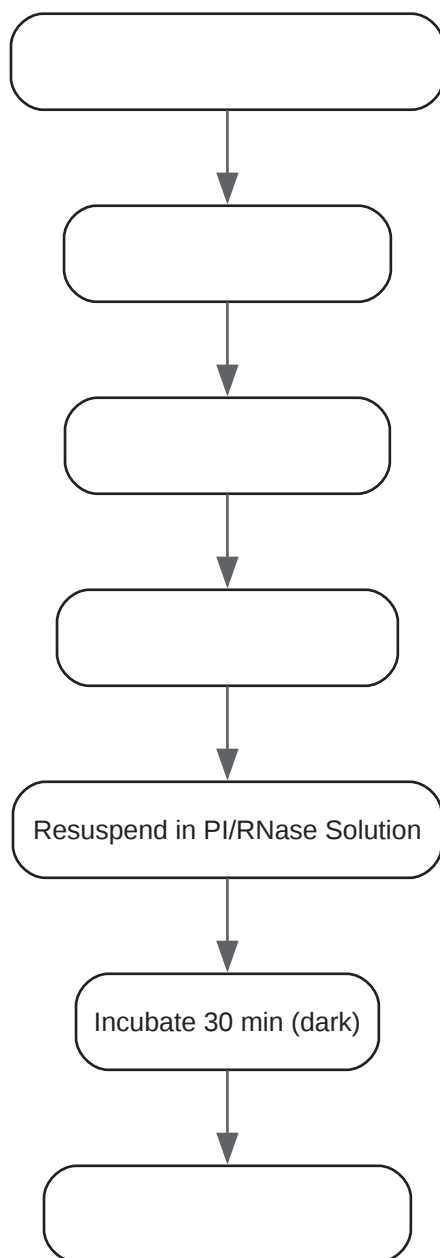 Resuspend in PI/RNase Solution
Incubate 30 min (dark)